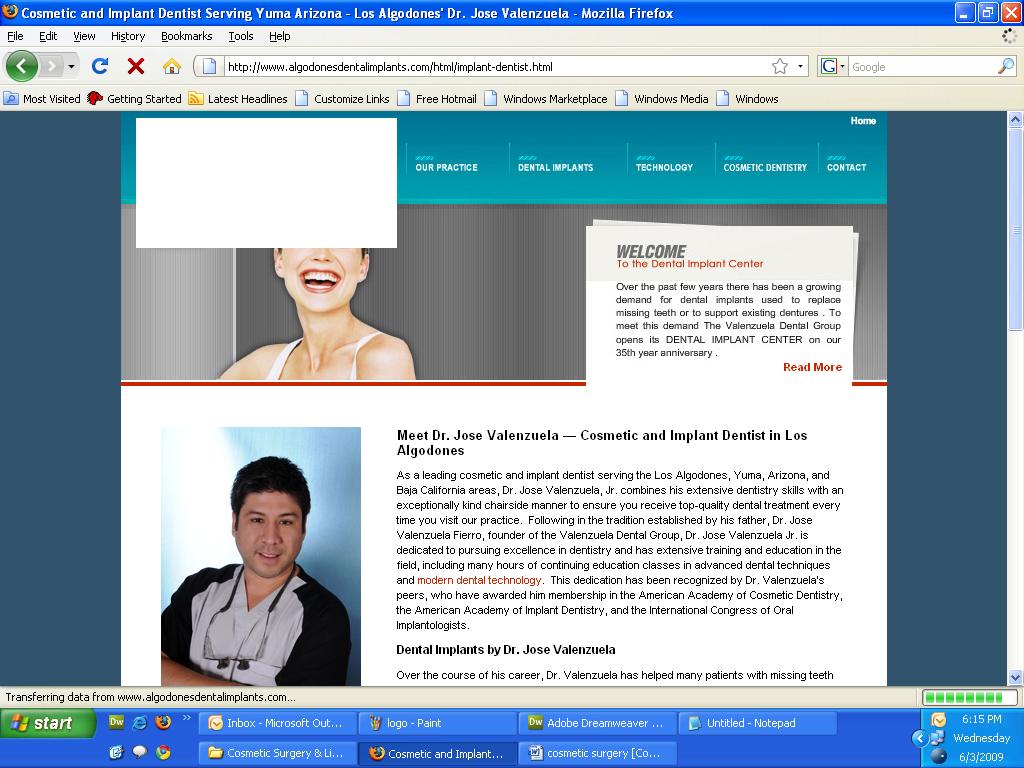 Cosmetic and Implant Dentist Serving Yuma Arizona - Los Algodones' Dr. Jose Valenzuela - Mozilla Firefox
File Edit View History Bookmarks Tools Help
http://www.algodonesdentalimplants.com/html/implant-dentist.html
G Google
Most Visited Getting Started Latest Headlines Customize Links Free Hotmail Windows Marketplace Windows Media Windows
Home
OUR PRACTICE DENTAL IMPLANTS TECHNOLOGY COSMETIC DENTISTRY CONTACT
WELCOME
To the Dental Implant Center
Over the past few years there has been a growing
demand for dental implants used to replace
missing teeth or to support existing dentures . To
meet this demand The Valenzuela Dental Group
opens its DENTAL IMPLANT CENTER on our
35th year anniversary .
Read More
Meet Dr. Jose Valenzuela — Cosmetic and Implant Dentist in Los
Algodones
As a leading cosmetic and implant dentist serving the Los Algodones, Yuma, Arizona, and
Baja California areas, Dr. Jose Valenzuela, Jr. combines his extensive dentistry skills with an
exceptionally kind chairside manner to ensure you receive top-quality dental treatment every
time you visit our practice.  Following in the tradition established by his father, Dr. Jose
Valenzuela Fierro, founder of the Valenzuela Dental Group, Dr. Jose Valenzuela Jr. is
dedicated to pursuing excellence in dentistry and has extensive training and education in the
field, including many hours of continuing education classes in advanced dental techniques
and modern dental technology.  This dedication has been recognized by Dr. Valenzuela's
peers, who have awarded him membership in the American Academy of Cosmetic Dentistry,
the American Academy of Implant Dentistry, and the International Congress of Oral
Implantologists.
Dental Implants by Dr. Jose Valenzuela
Over the course of his career, Dr. Valenzuela has helped many patients with missing teeth
Transferring data from www.algodonesdentalimplants.com...
start Dw Inbox - Microsoft Out... logo - Paint Dw Adobe Dreamweaver ... Untitled - Notepad 6:15 PM
Wednesday
Cosmetic Surgery & Li... Cosmetic and Implant... cosmetic surgery [Co... 6/3/2009